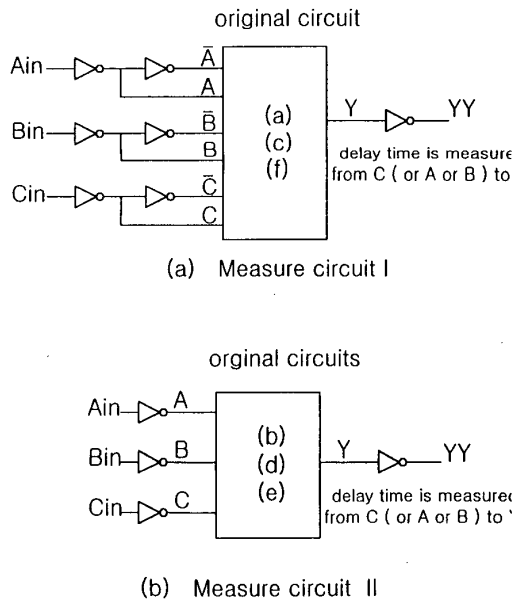 original circuit
Ain
A̅
A
Bin
B̅
B
Cin
C̅
C
(a)
(c)
(f)
Y
YY
delay time is measure
from C ( or A or B ) to
(a) Measure circuit I
orginal circuits
Ain
A
Bin
B
Cin
C
(b)
(d)
(e)
Y
YY
delay time is measured
from C ( or A or B ) to
(b) Measure circuit II